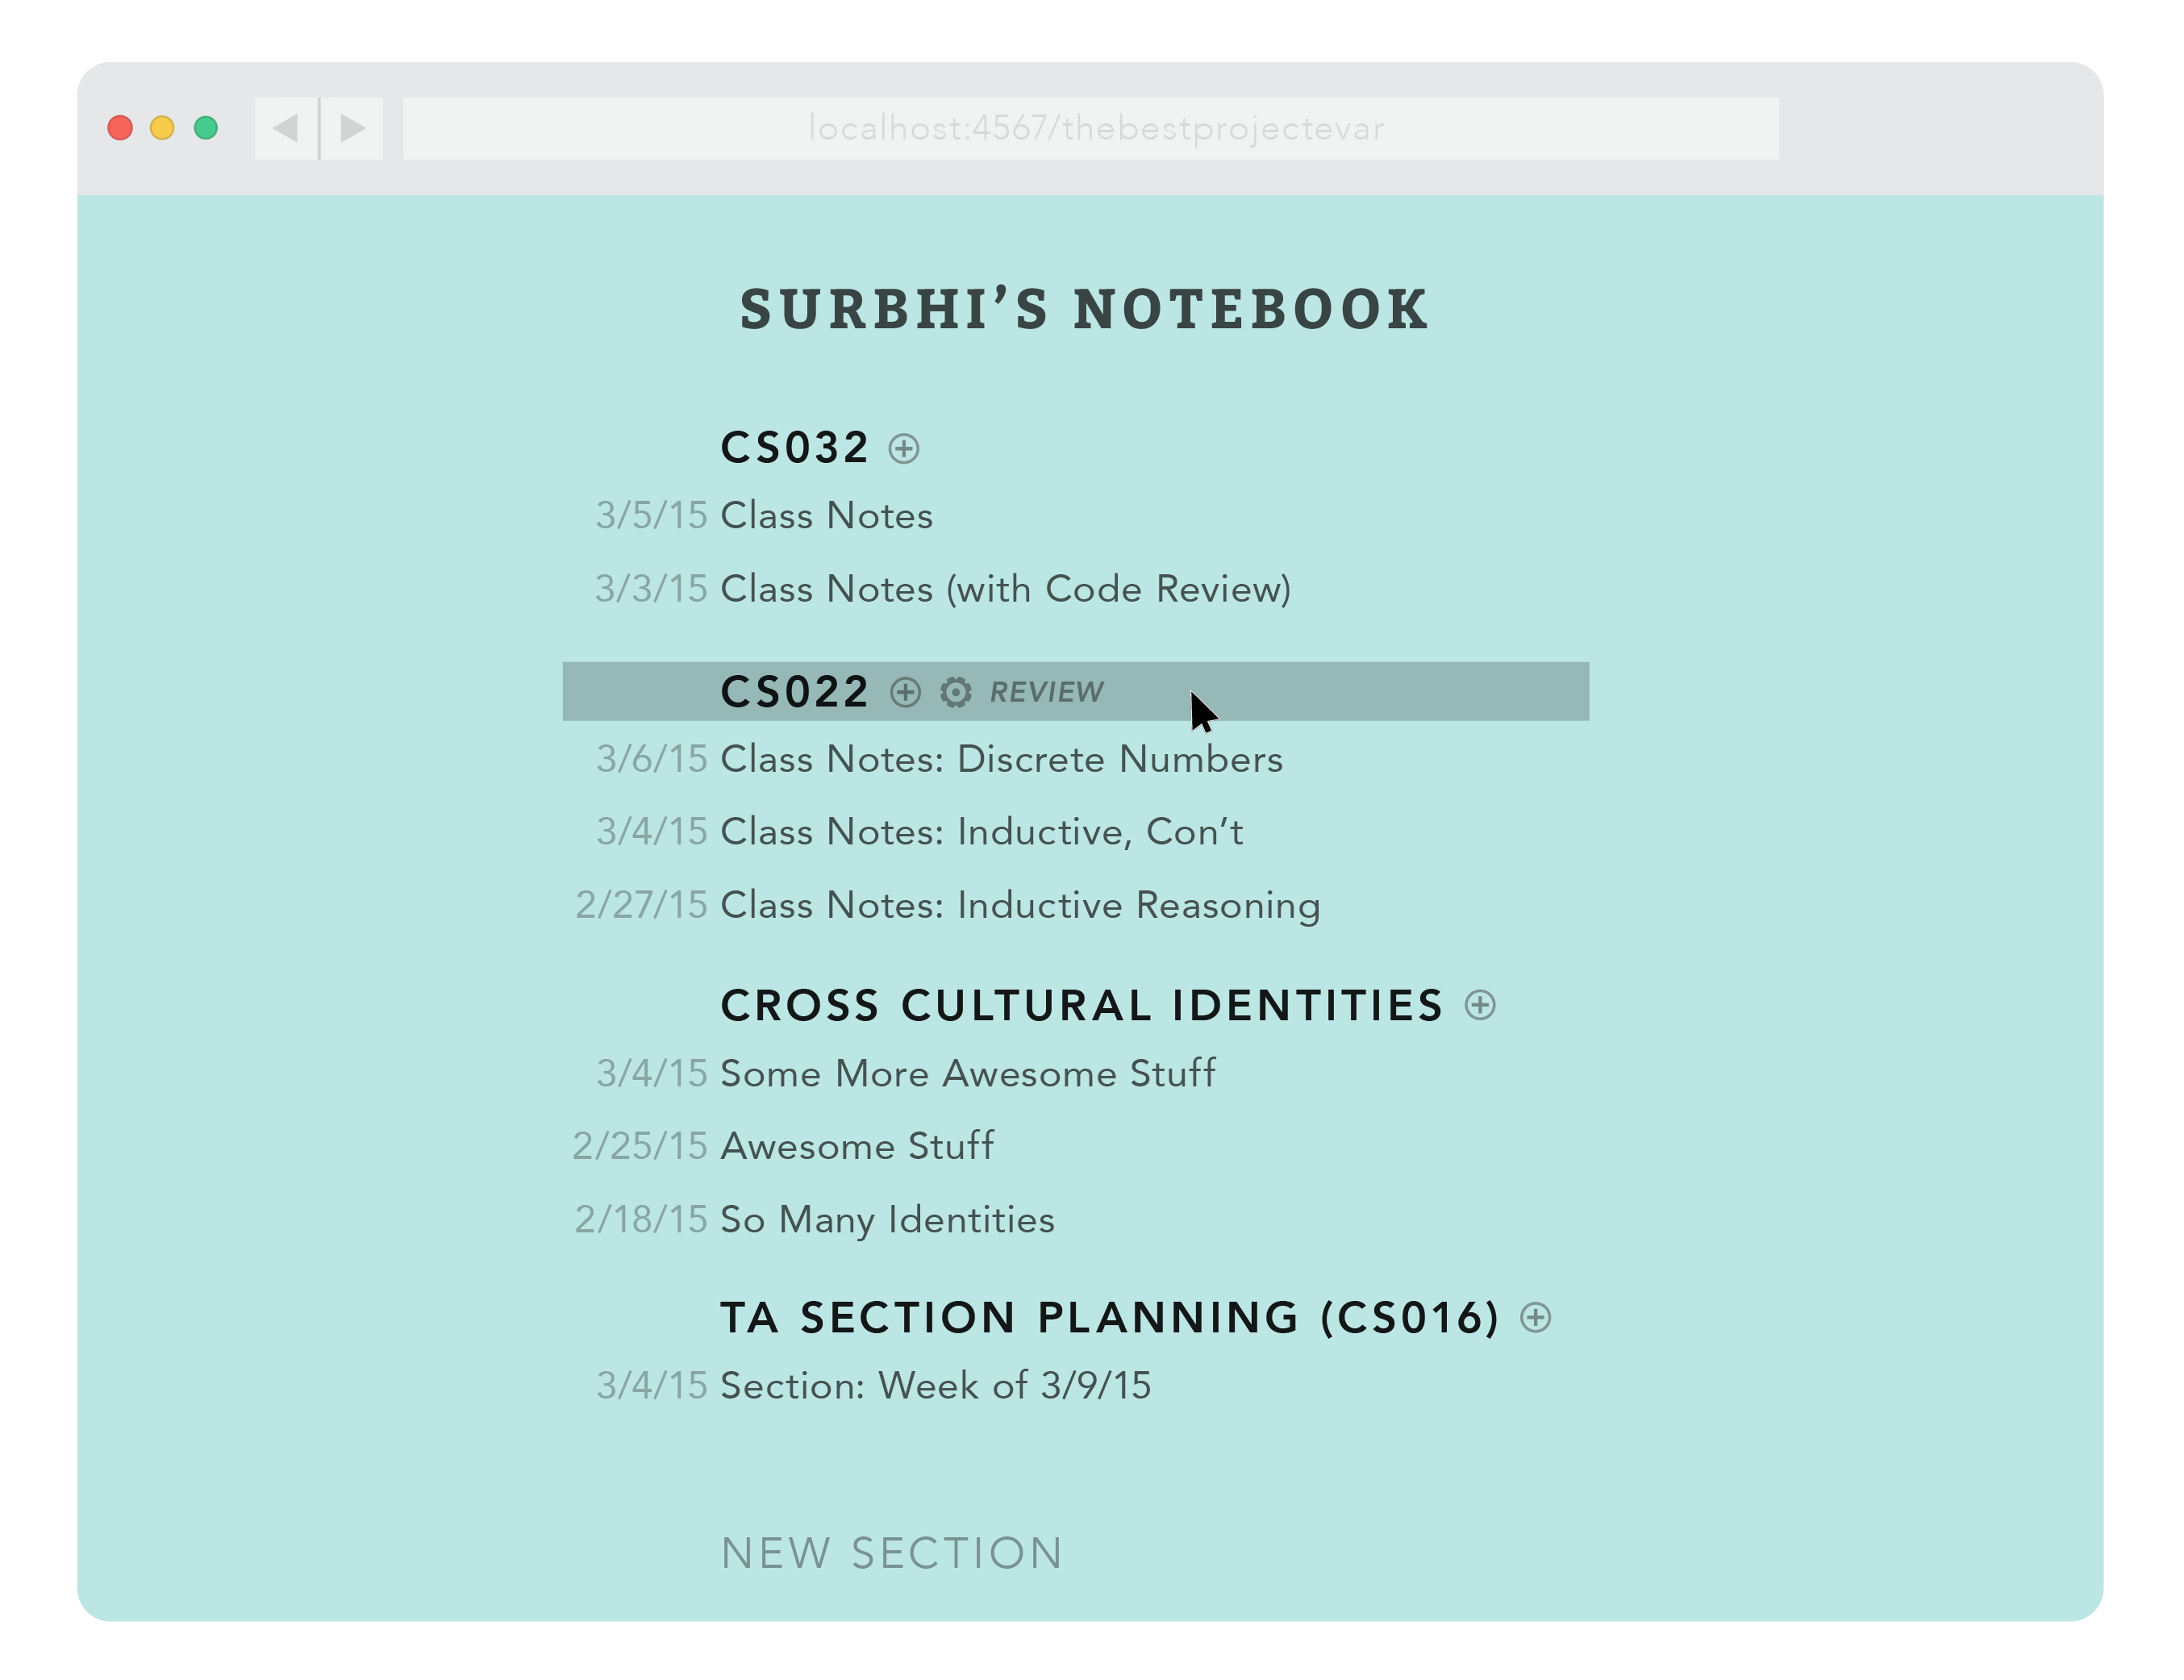 localhost:4567/thebestprojectevar
SURBHI’S NOTEBOOK
CS032
3/5/15 Class Notes
3/3/15 Class Notes (with Code Review)
CS022 REVIEW
3/6/15 Class Notes: Discrete Numbers
3/4/15 Class Notes: Inductive, Con’t
2/27/15 Class Notes: Inductive Reasoning
CROSS CULTURAL IDENTITIES
3/4/15 Some More Awesome Stuff
2/25/15 Awesome Stuff
2/18/15 So Many Identities
TA SECTION PLANNING (CS016)
3/4/15 Section: Week of 3/9/15
NEW SECTION